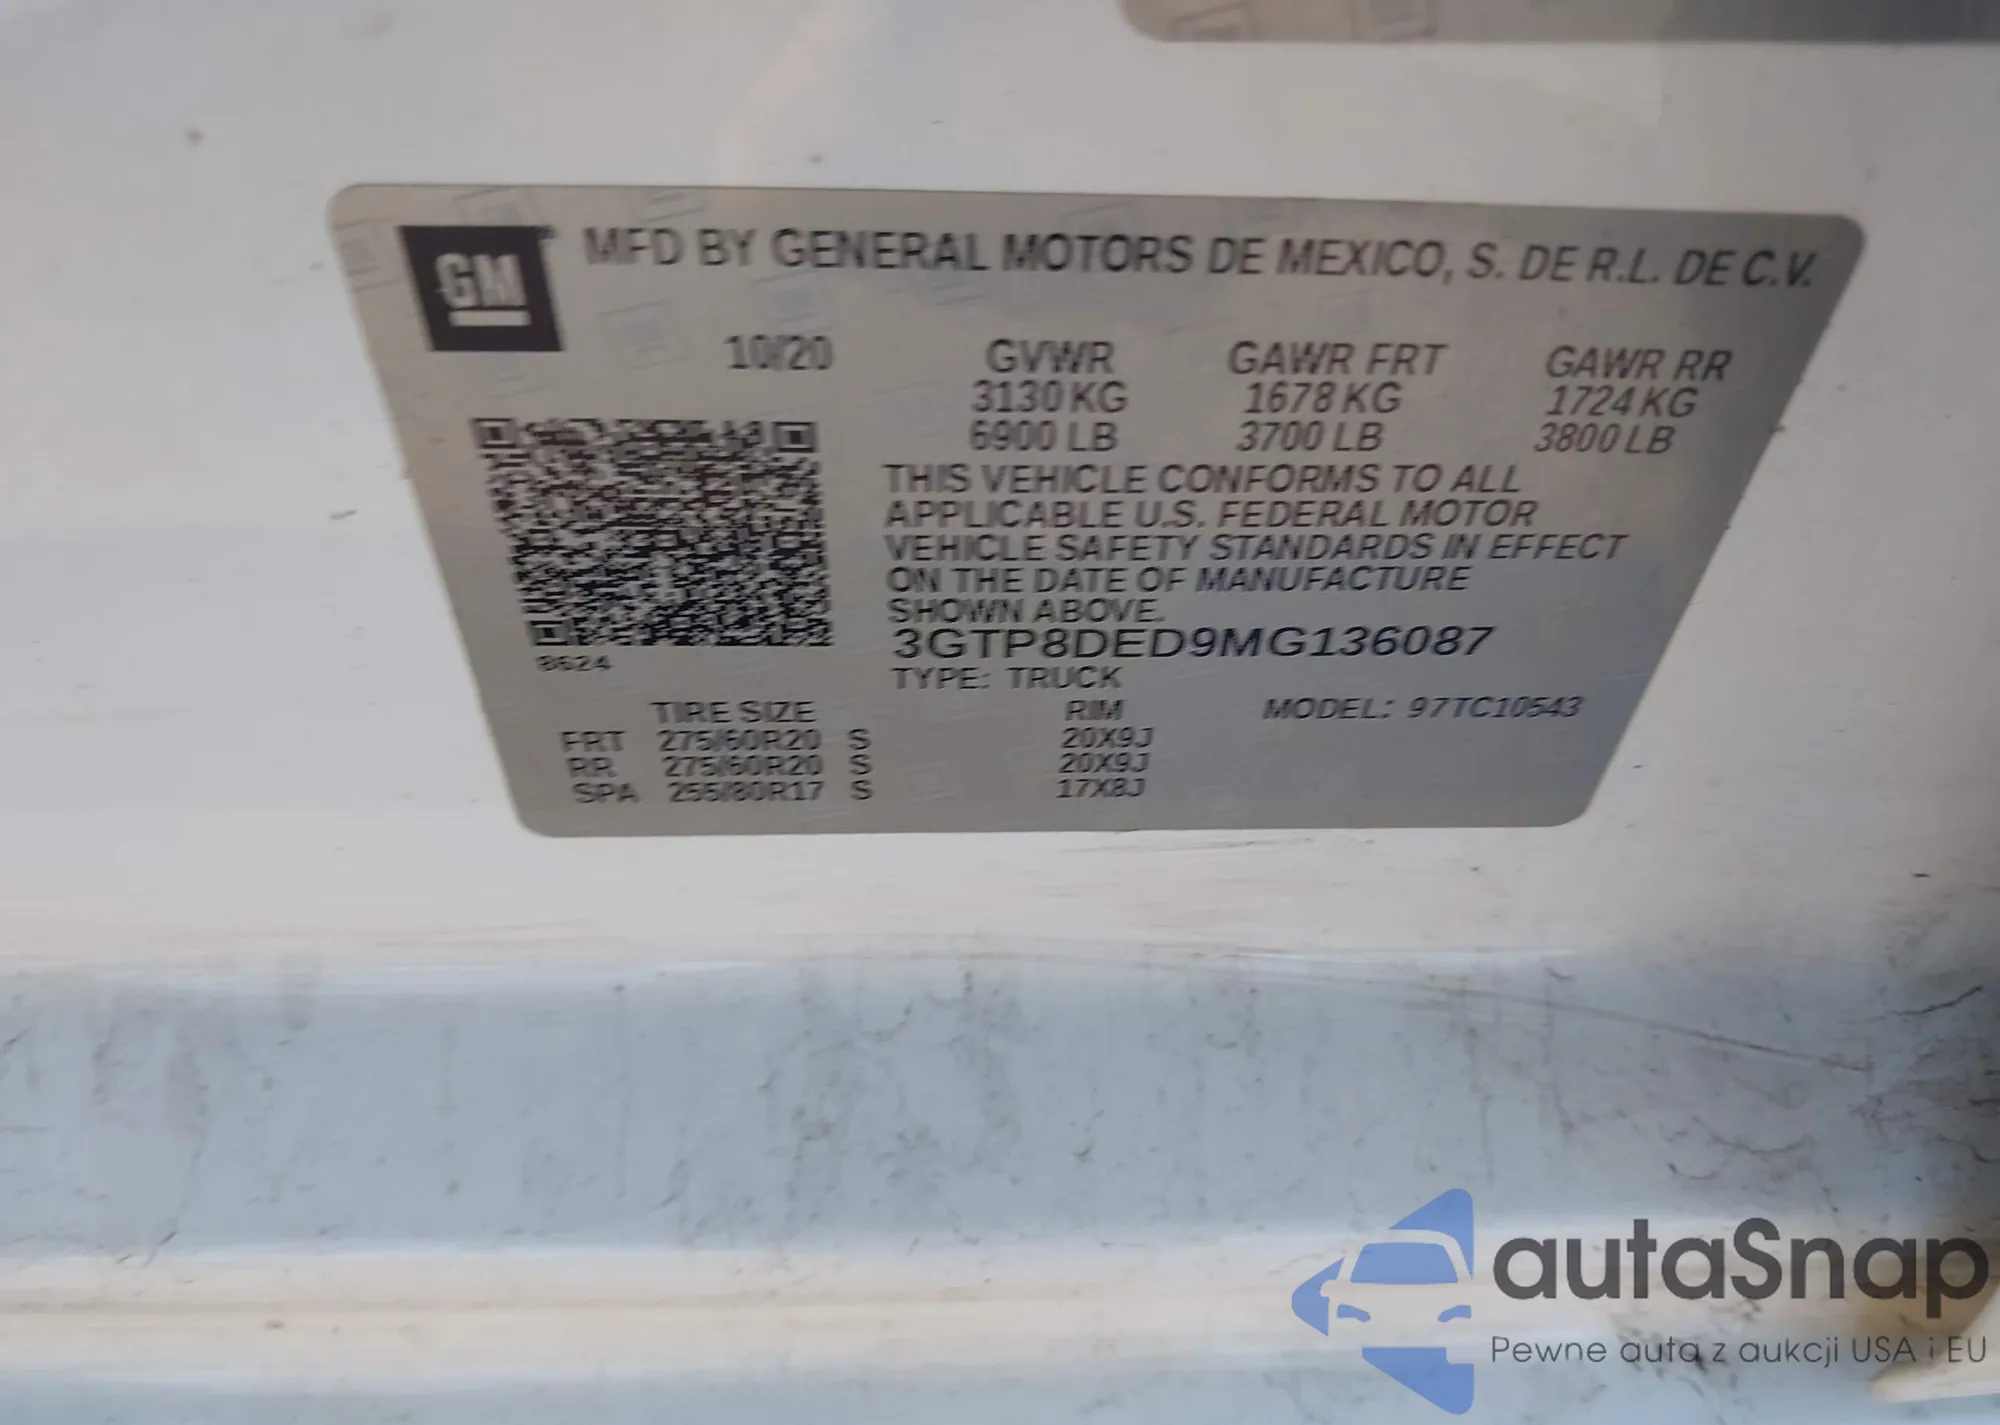 GM MFD BY GENERAL MOTORS DE MEXICO, S. DE R.L. DE C.V.
10/20 GVWR GAWR FRT GAWR RR
3130 KG 1678 KG 1724 KG
6900 LB 3700 LB 3800 LB
THIS VEHICLE CONFORMS TO ALL
APPLICABLE U.S. FEDERAL MOTOR
VEHICLE SAFETY STANDARDS IN EFFECT
ON THE DATE OF MANUFACTURE
SHOWN ABOVE.
3GTP8DED9MG136087
8624
TYPE: TRUCK
TIRE SIZE RIM MODEL: 97TC10543
FRT 275/60R20 S 20X9J
RR 275/60R20 S 20X9J
SPA 255/80R17 S 17X8J
autaSnap
Pewne auta z aukcji USA i EU